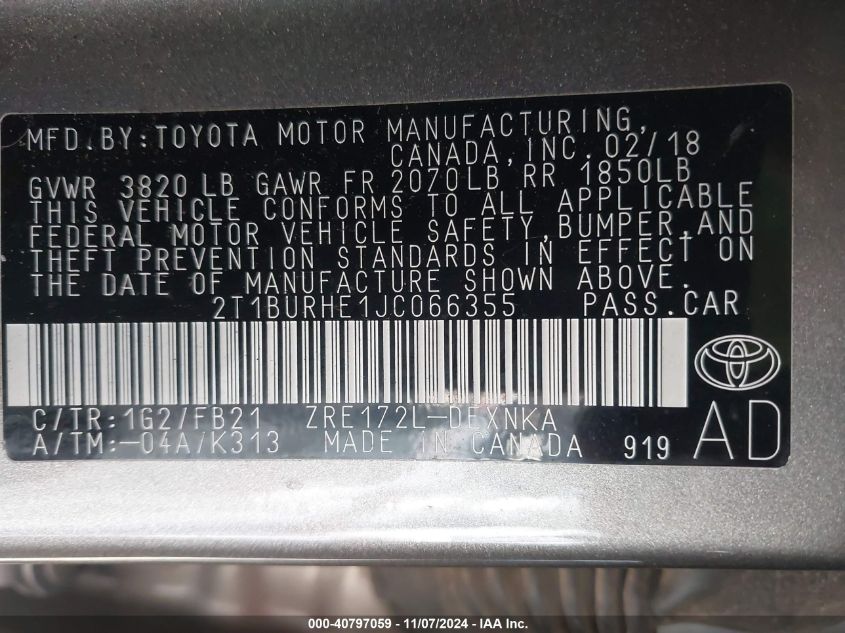 MFD.BY:TOYOTA MOTOR MANUFACTURING,
CANADA,INC. 02/18
GVWR 3820 LB GAWR FR 2070LB RR 1850LB
THIS VEHICLE CONFORMS TO ALL APPLICABLE
FEDERAL MOTOR VEHICLE SAFETY,BUMPER,AND
THEFT PREVENTION STANDARDS IN EFFECT ON
THE DATE OF MANUFACTURE SHOWN ABOVE.
2T1BURHE1JC066355 PASS.CAR
C/TR:1G2/FB21 ZRE172L-DEXNKA
A/TM:-04A/K313 MADE IN CANADA 919 AD
000-40797059 - 11/07/2024 - IAA Inc.